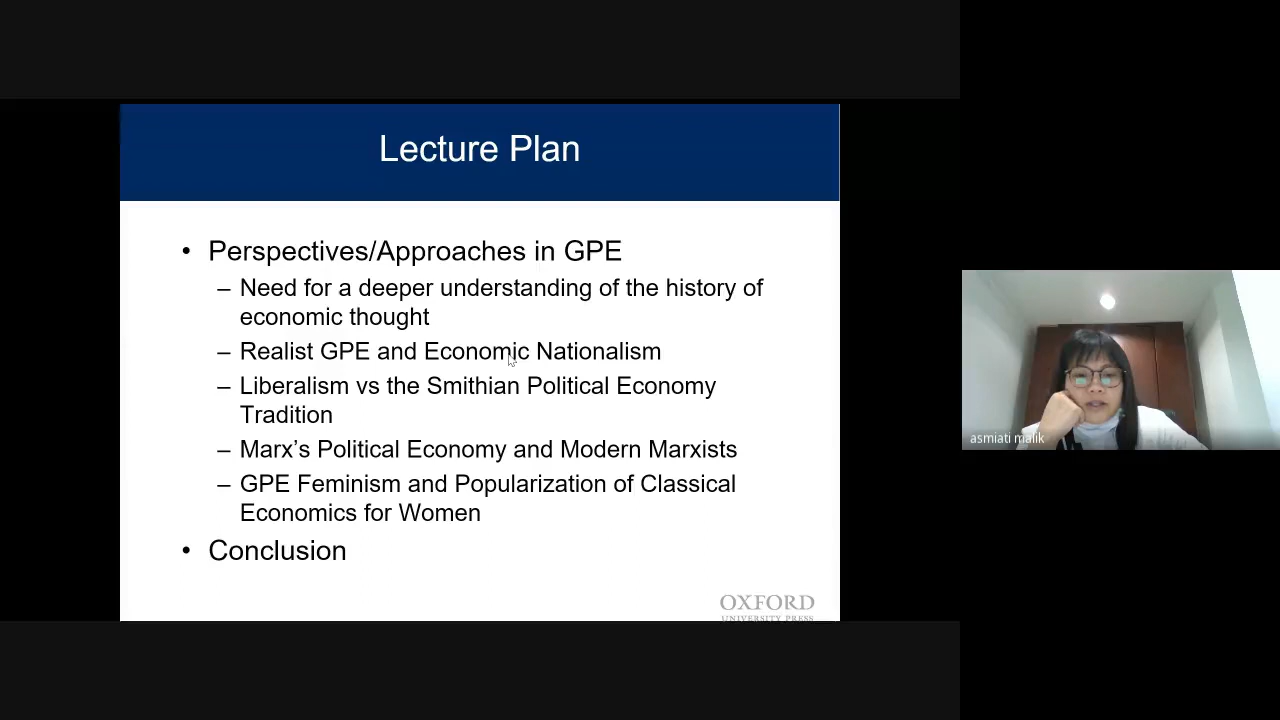 Lecture Plan
• Perspectives/Approaches in GPE
– Need for a deeper understanding of the history of
economic thought
– Realist GPE and Economic Nationalism
– Liberalism vs the Smithian Political Economy
Tradition
– Marx's Political Economy and Modern Marxists
– GPE Feminism and Popularization of Classical
Economics for Women
• Conclusion
OXFORD
UNIVERSITY PRESS
asmiati malik